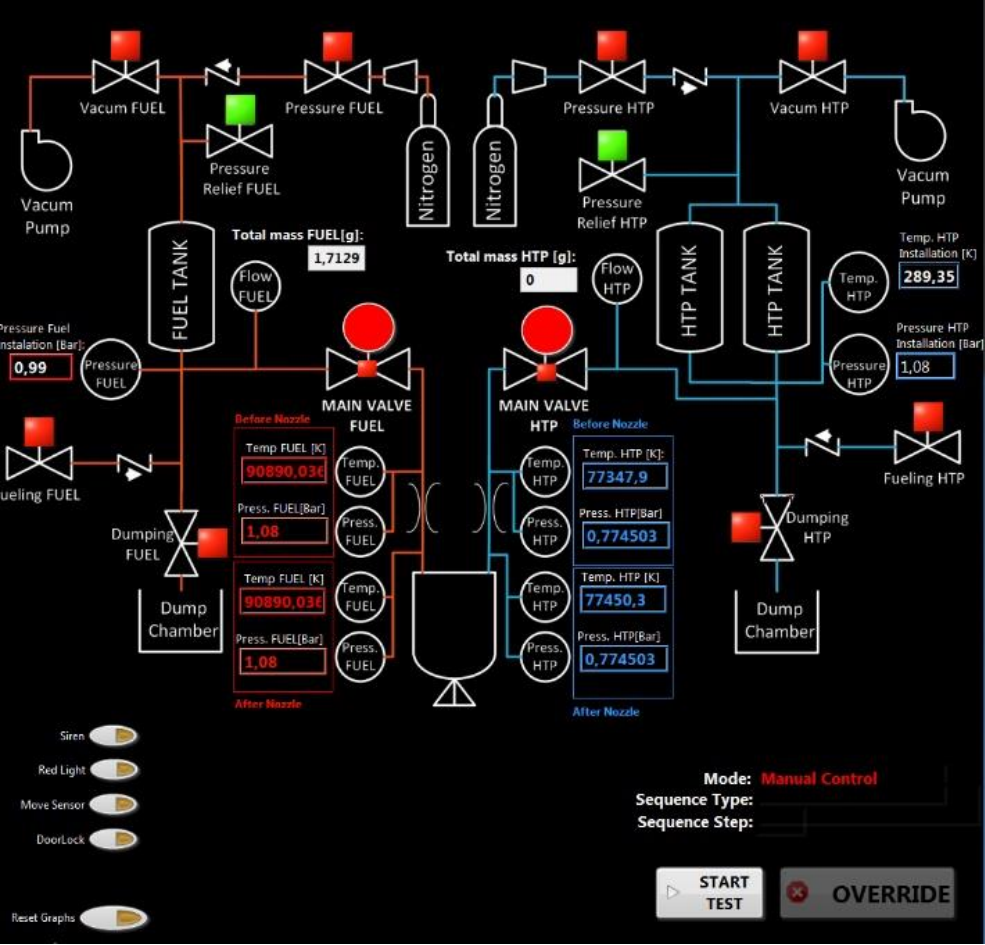 Vacum FUEL
Pressure FUEL
Pressure HTP
Vacum HTP
Pressure
Relief FUEL
Nitrogen
Nitrogen
Pressure
Relief HTP
Vacum
Pump
Vacum
Pump
Total mass FUEL[g]:
1,7129
Total mass HTP [g]:
0
Temp. HTP
Installation [K]
289,35
FUEL TANK
Flow
FUEL
Flow
HTP
HTP TANK
HTP TANK
Temp.
HTP
Pressure Fuel
nstalation [Bar]:
0,99
Pressure
FUEL
Pressure HTP
Installation [Bar]
1,08
Pressure
HTP
MAIN VALVE
FUEL
MAIN VALVE
HTP
Before Nozzle
Before Nozzle
Temp FUEL [K]
90890,036
Temp.
FUEL
Temp.
HTP
Temp. HTP [K]:
77347,9
ueling FUEL
Fueling HTP
Press. FUEL[Bar]
1,08
Press.
FUEL
Press.
HTP
Press. HTP[Bar]
0,774503
Dumping
FUEL
Dumping
HTP
Temp FUEL [K]
90890,036
Temp.
FUEL
Temp.
HTP
Temp. HTP [K]
77450,3
Dump
Chamber
Dump
Chamber
Press. FUEL[Bar]
1,08
Press.
FUEL
Press.
HTP
Press. HTP[Bar]
0,774503
After Nozzle
After Nozzle
Siren
Red Light
Move Sensor
DoorLock
Reset Graphs
Mode: Manual Control
Sequence Type:
Sequence Step:
START
TEST
OVERRIDE